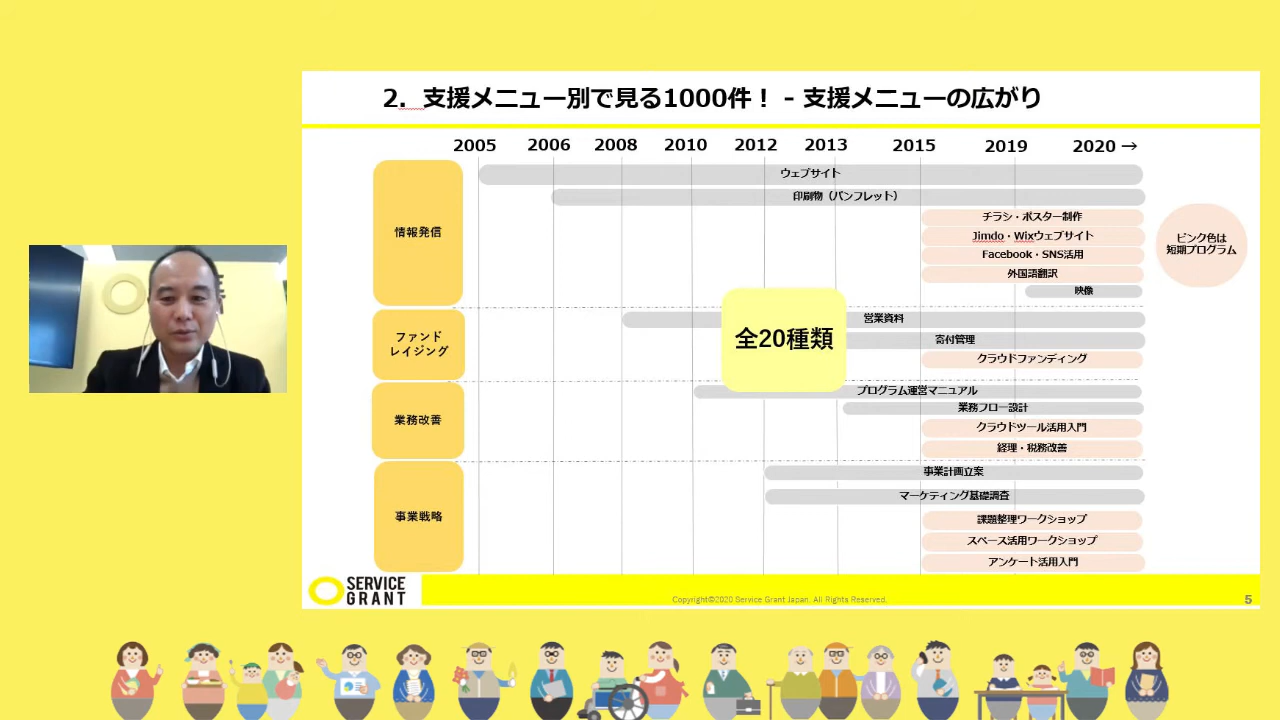 2. 支援メニュー別で見る1000件！ - 支援メニューの広がり
2005 2006 2008 2010 2012 2013 2015 2019 2020 →
情報発信
ウェブサイト
印刷物（パンフレット）
チラシ・ポスター制作
Jimdo・Wixウェブサイト
Facebook・SNS活用
外国語翻訳
映像
ピンク色は
短期プログラム
ファンド
レイジング
営業資料
寄付管理
クラウドファンディング
全20種類
業務改善
プログラム運営マニュアル
業務フロー設計
クラウドツール活用入門
経理・税務改善
事業戦略
事業計画立案
マーケティング基礎調査
課題整理ワークショップ
スペース活用ワークショップ
アンケート活用入門
SERVICE
GRANT
Copyright©2020 Service Grant Japan. All Rights Reserved.
5